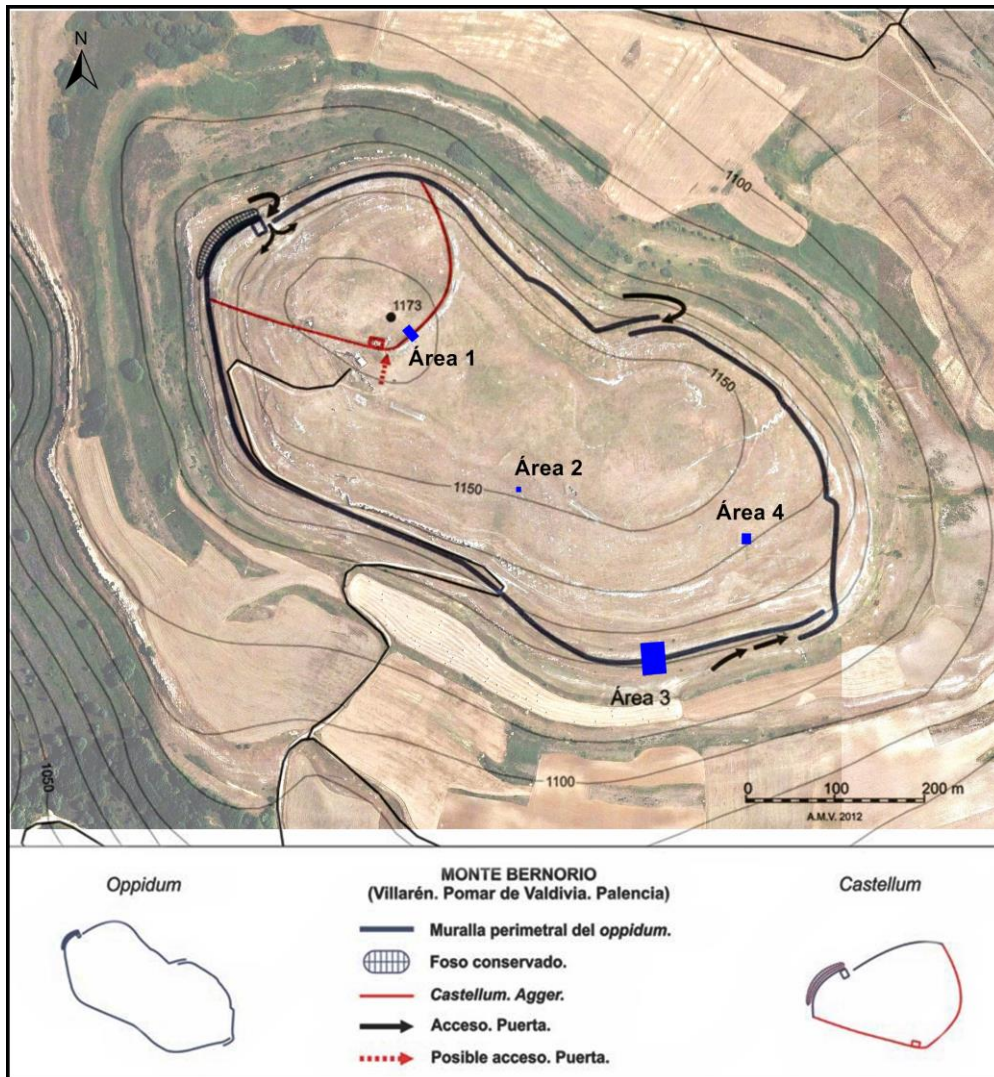 N
1100
1173
Área 1
1150
Área 2
1150
Área 4
Área 3
1050
1100
0 100 200 m
A.M.V. 2012
Oppidum
MONTE BERNORIO
(Villarén. Pomar de Valdivia. Palencia)
Castellum
Muralla perimetral del oppidum.
Foso conservado.
Castellum. Agger.
Acceso. Puerta.
Posible acceso. Puerta.